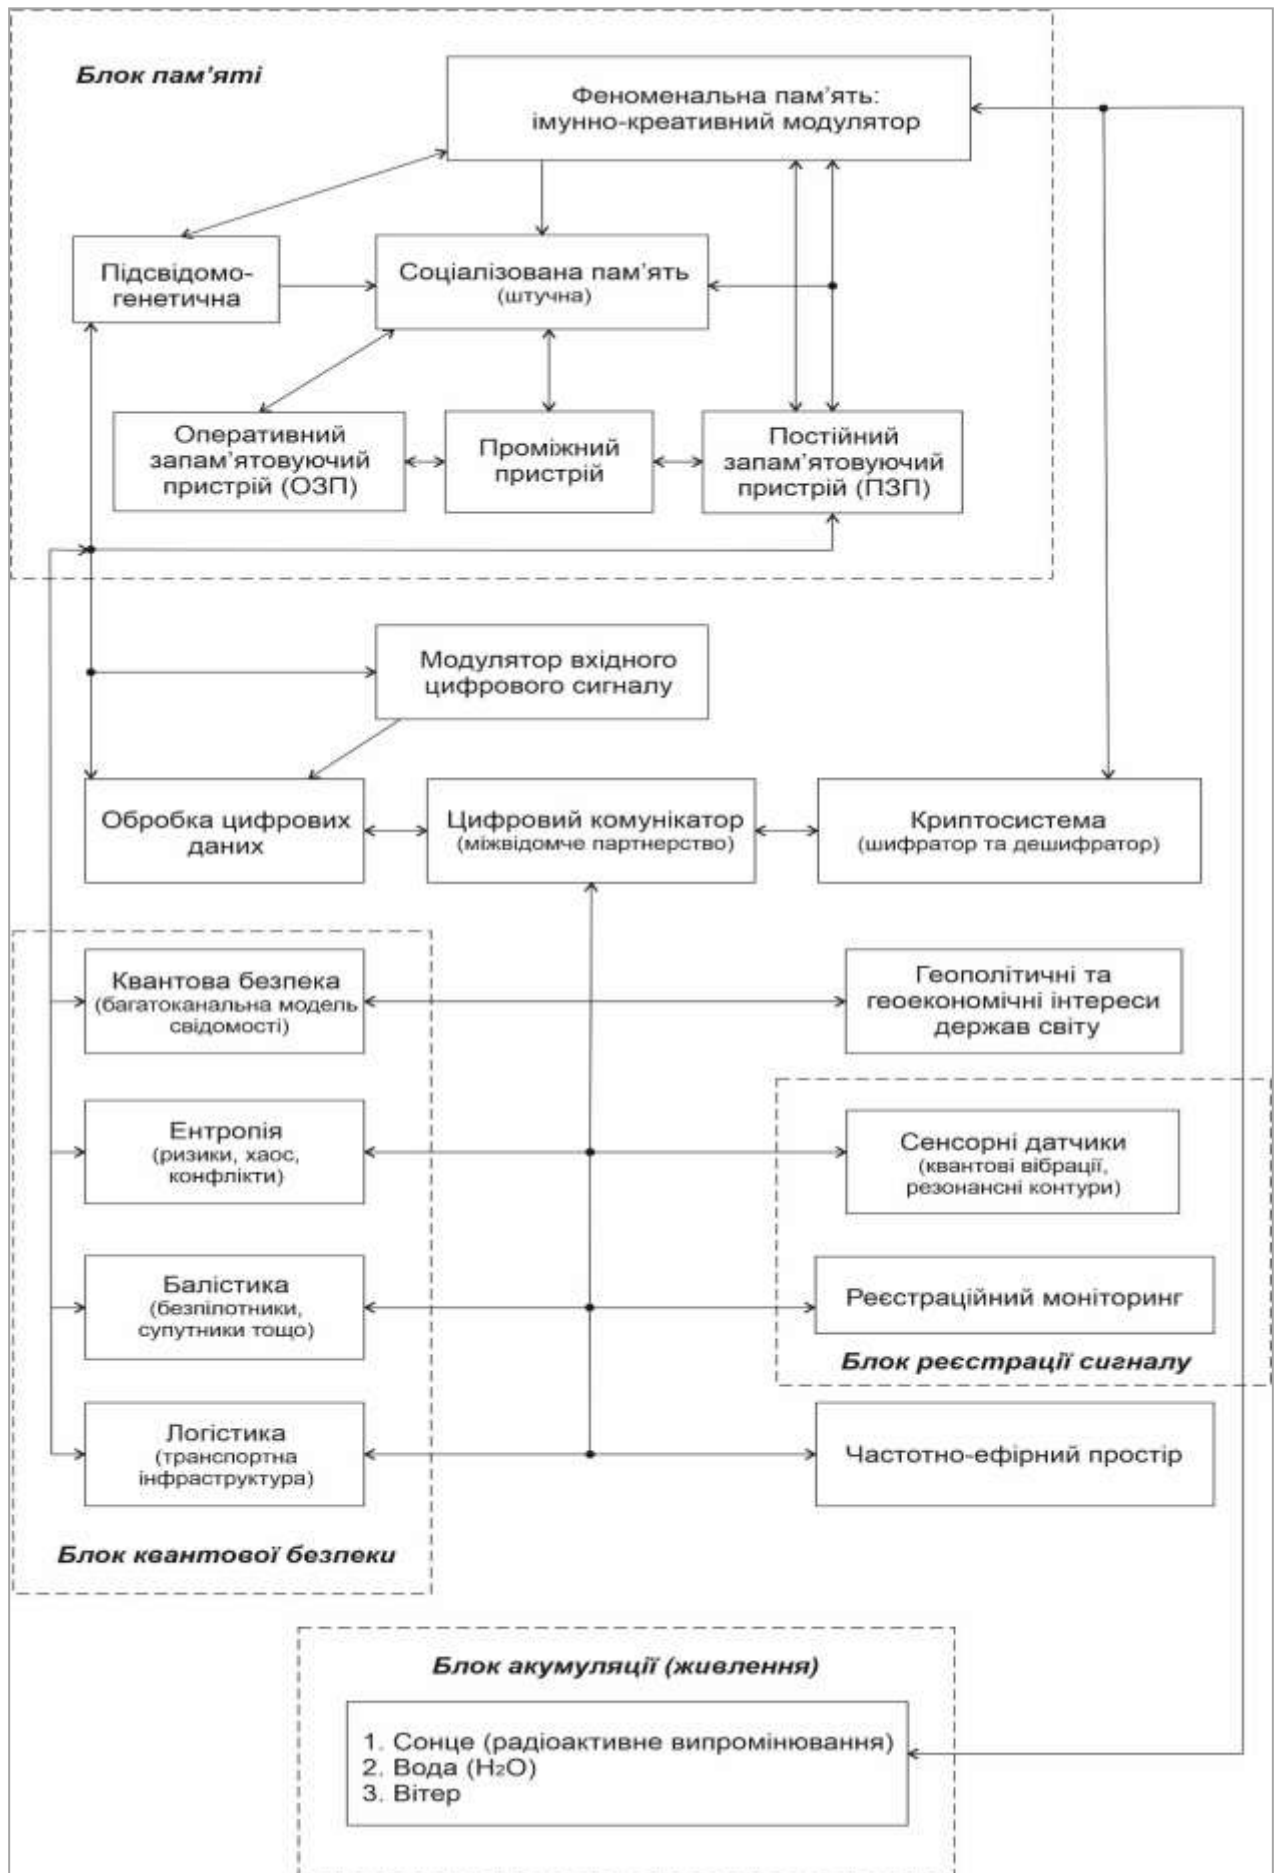 Блок пам’яті
Феноменальна пам’ять:
імунно-креативний модулятор
Підсвідомо-
генетична
Соціалізована пам’ять
(штучна)
Оперативний
запам’ятовуючий
пристрій (ОЗП)
Проміжний
пристрій
Постійний
запам’ятовуючий
пристрій (ПЗП)
Модулятор вхідного
цифрового сигналу
Обробка цифрових
даних
Цифровий комунікатор
(міжвідомче партнерство)
Криптосистема
(шифратор та дешифратор)
Квантова безпека
(багатоканальна модель
свідомості)
Геополітичні та
геоекономічні інтереси
держав світу
Ентропія
(ризики, хаос,
конфлікти)
Сенсорні датчики
(квантові вібрації,
резонансні контури)
Балістика
(безпілотники,
супутники тощо)
Реєстраційний моніторинг
Блок реєстрації сигналу
Логістика
(транспортна
інфраструктура)
Частотно-ефірний простір
Блок квантової безпеки
Блок акумуляції (живлення)
1. Сонце (радіоактивне випромінювання)
2. Вода (H₂O)
3. Вітер